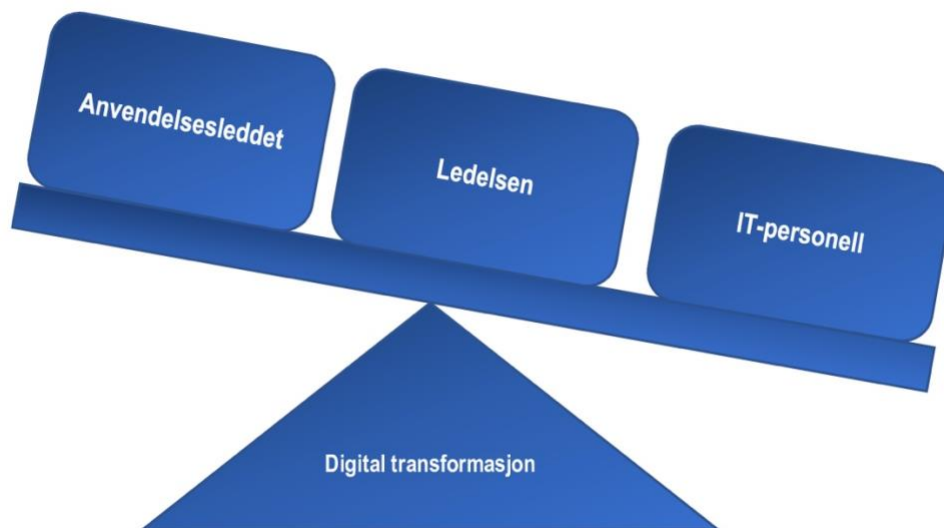 Anvendelsesleddet
Ledelsen
IT-personell
Digital transformasjon